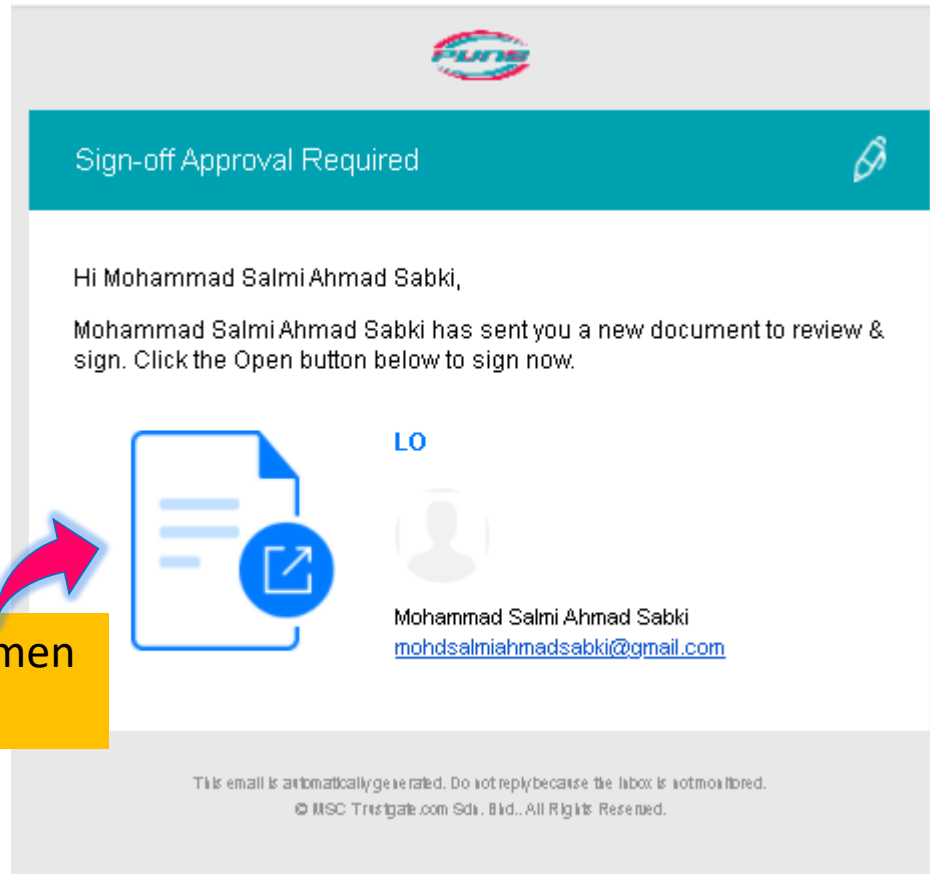 PUNB
Sign-off Approval Required
Hi Mohammad Salmi Ahmad Sabki,
Mohammad Salmi Ahmad Sabki has sent you a new document to review &
sign. Click the Open button below to sign now.
LO
Mohammad Salmi Ahmad Sabki
mohdsalmiahmadsabki@gmail.com
men
This email is automatically generated. Do not reply because the inbox is not monitored.
© MSC Trustgate.com Sdn. Bhd.. All Rights Reserved.